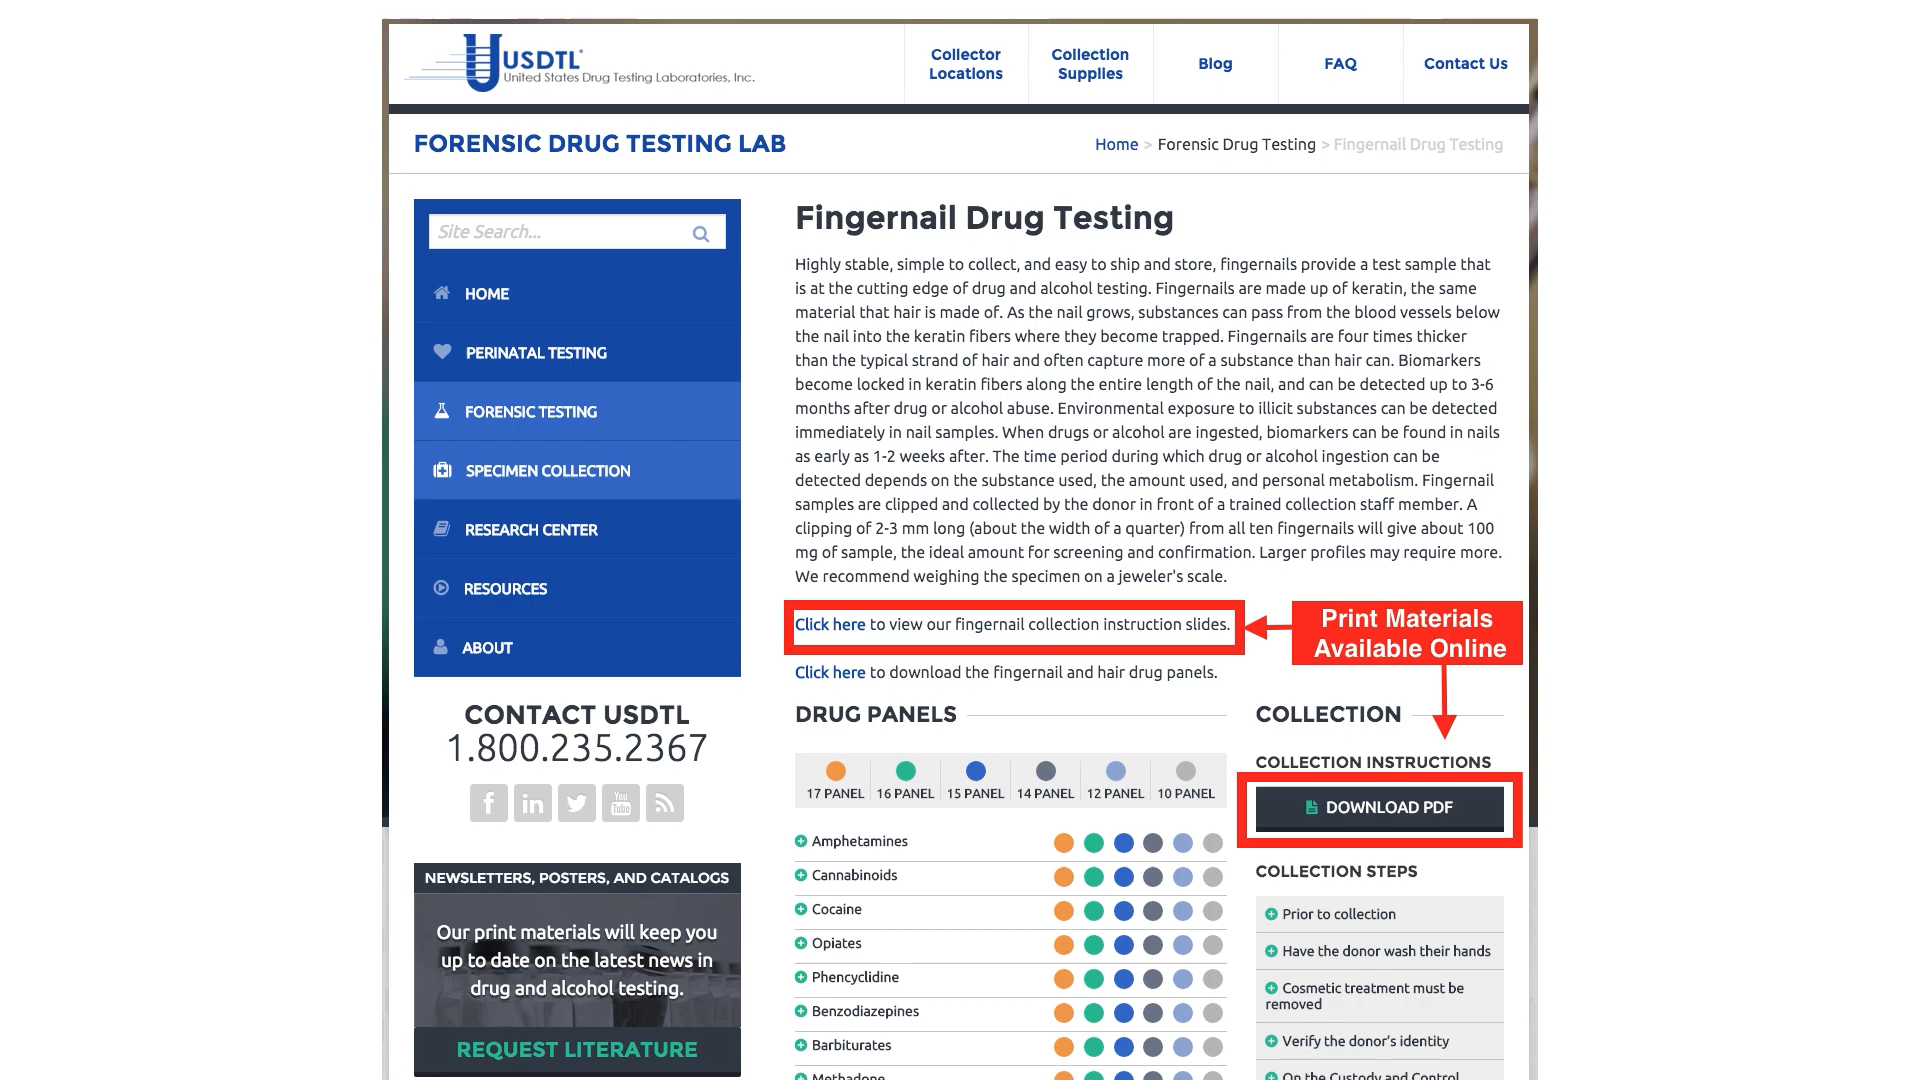 USDTL
United States Drug Testing Laboratories, Inc.
Collector
Locations
Collection
Supplies
Blog
FAQ
Contact Us
FORENSIC DRUG TESTING LAB
Home > Forensic Drug Testing > Fingernail Drug Testing
Site Search...
HOME
PERINATAL TESTING
FORENSIC TESTING
SPECIMEN COLLECTION
RESEARCH CENTER
RESOURCES
ABOUT
CONTACT USDTL
1.800.235.2367
f
in
You
Tube
NEWSLETTERS, POSTERS, AND CATALOGS
Our print materials will keep you
up to date on the latest news in
drug and alcohol testing.
REQUEST LITERATURE
Fingernail Drug Testing
Highly stable, simple to collect, and easy to ship and store, fingernails provide a test sample that
is at the cutting edge of drug and alcohol testing. Fingernails are made up of keratin, the same
material that hair is made of. As the nail grows, substances can pass from the blood vessels below
the nail into the keratin fibers where they become trapped. Fingernails are four times thicker
than the typical strand of hair and often capture more of a substance than hair can. Biomarkers
become locked in keratin fibers along the entire length of the nail, and can be detected up to 3-6
months after drug or alcohol abuse. Environmental exposure to illicit substances can be detected
immediately in nail samples. When drugs or alcohol are ingested, biomarkers can be found in nails
as early as 1-2 weeks after. The time period during which drug or alcohol ingestion can be
detected depends on the substance used, the amount used, and personal metabolism. Fingernail
samples are clipped and collected by the donor in front of a trained collection staff member. A
clipping of 2-3 mm long (about the width of a quarter) from all ten fingernails will give about 100
mg of sample, the ideal amount for screening and confirmation. Larger profiles may require more.
We recommend weighing the specimen on a jeweler's scale.
Click here to view our fingernail collection instruction slides.
Print Materials
Available Online
Click here to download the fingernail and hair drug panels.
DRUG PANELS
17 PANEL
16 PANEL
15 PANEL
14 PANEL
12 PANEL
10 PANEL
Amphetamines
Cannabinoids
Cocaine
Opiates
Phencyclidine
Benzodiazepines
Barbiturates
Methadone
COLLECTION
COLLECTION INSTRUCTIONS
DOWNLOAD PDF
COLLECTION STEPS
Prior to collection
Have the donor wash their hands
Cosmetic treatment must be
removed
Verify the donor's identity
On the Custody and Control